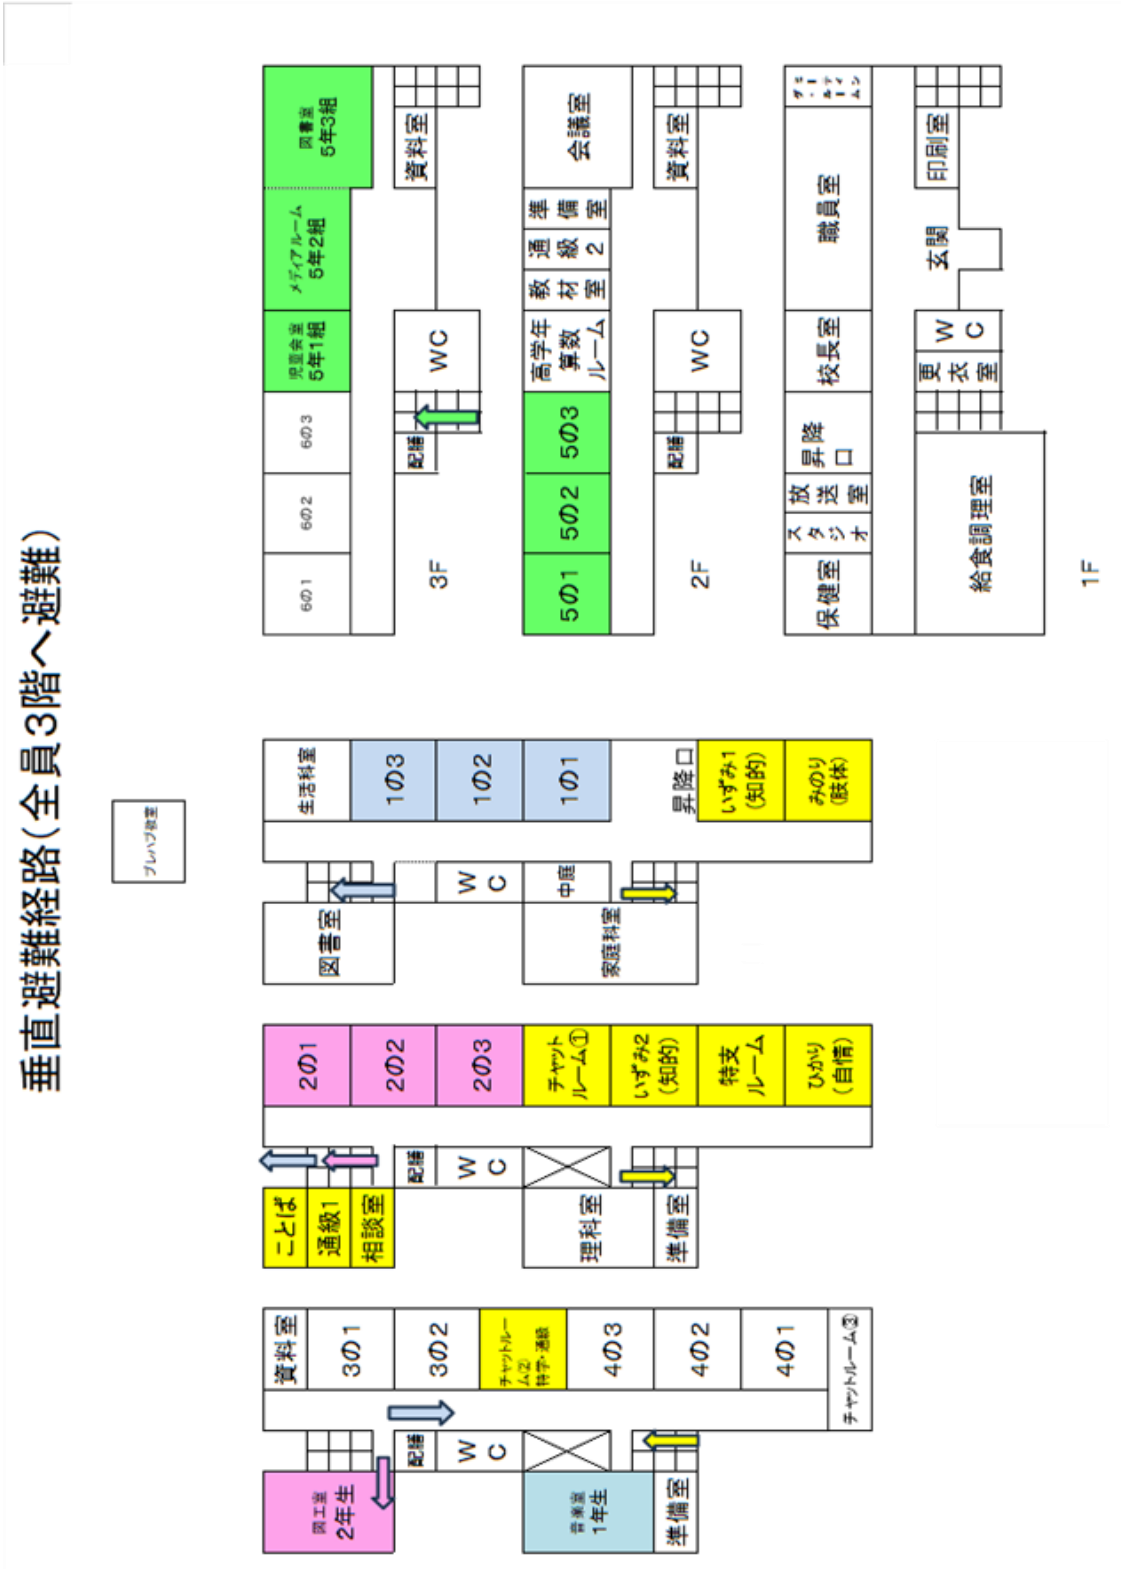 垂直避難経路(全員3階へ避難)
プレハブ教室
図工室
2年生
資料室
3の1
3の2
チャットルー
ム(2)
特学・通級
4の3
4の2
4の1
チャットルーム③
配膳
WC
音楽室
1年生
準備室
ことば
通級1
相談室
2の1
2の2
2の3
チャット
ルーム①
いずみ2
(知的)
特支
ルーム
ひかり
(自情)
配膳
WC
理科室
準備室
図書室
生活科室
1の3
1の2
1の1
昇降口
いずみ1
(知的)
みのり
(肢体)
WC
中庭
家庭科室
6の1
6の2
6の3
児童会室
5年1組
メディアルーム
5年2組
図書室
5年3組
配膳
WC
資料室
3F
5の1
5の2
5の3
高学年
算数
ルーム
教材室
通級2
準備室
会議室
配膳
WC
資料室
2F
保健室
スタジオ
放送室
昇降口
校長室
職員室
ヒーリング・ルーム
給食調理室
更衣室
WC
玄関
印刷室
1F